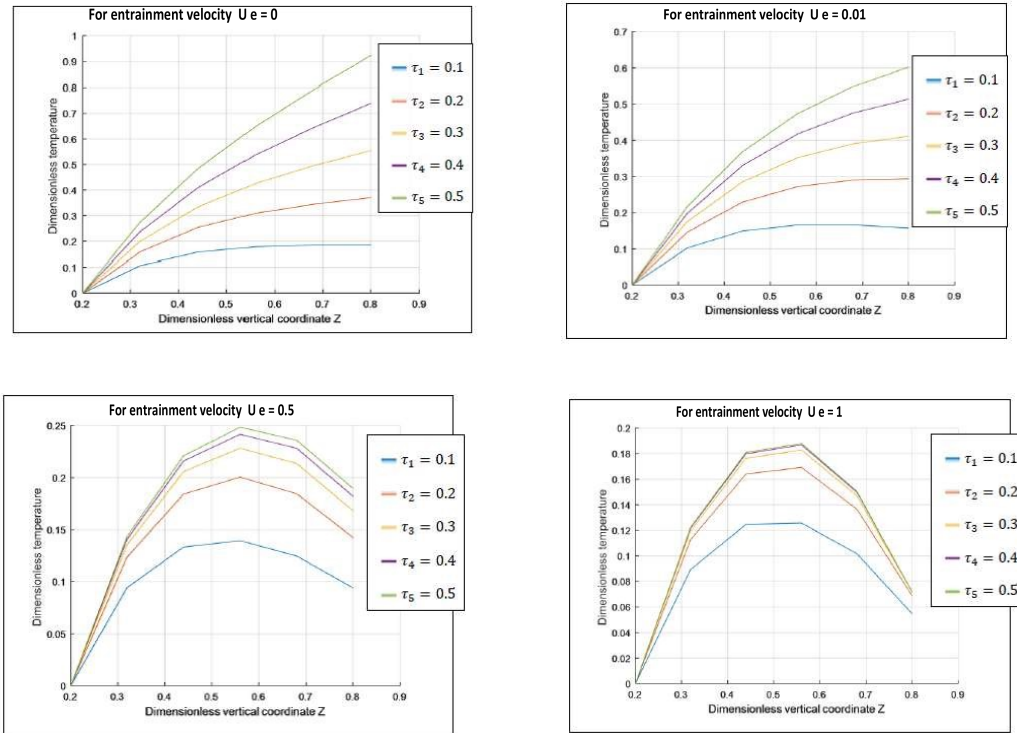 For entrainment velocity U e = 0
1
0.9
0.8
0.7
0.6
0.5
0.4
0.3
0.2
0.1
0
0.2 0.3 0.4 0.5 0.6 0.7 0.8 0.9
Dimensionless temperature
Dimensionless vertical coordinate Z
τ1 = 0.1
τ2 = 0.2
τ3 = 0.3
τ4 = 0.4
τ5 = 0.5
For entrainment velocity U e = 0.01
0.7
0.6
0.5
0.4
0.3
0.2
0.1
0
0.2 0.3 0.4 0.5 0.6 0.7 0.8 0.9
Dimensionless temperature
Dimensionless vertical coordinate Z
τ1 = 0.1
τ2 = 0.2
τ3 = 0.3
τ4 = 0.4
τ5 = 0.5
For entrainment velocity U e = 0.5
0.25
0.2
0.15
0.1
0.05
0
0.2 0.3 0.4 0.5 0.6 0.7 0.8 0.9
Dimensionless temperature
Dimensionless vertical coordinate Z
τ1 = 0.1
τ2 = 0.2
τ3 = 0.3
τ4 = 0.4
τ5 = 0.5
For entrainment velocity U e = 1
0.2
0.18
0.16
0.14
0.12
0.1
0.08
0.06
0.04
0.02
0
0.2 0.3 0.4 0.5 0.6 0.7 0.8 0.9
Dimensionless temperature
Dimensionless vertical coordinate Z
τ1 = 0.1
τ2 = 0.2
τ3 = 0.3
τ4 = 0.4
τ5 = 0.5